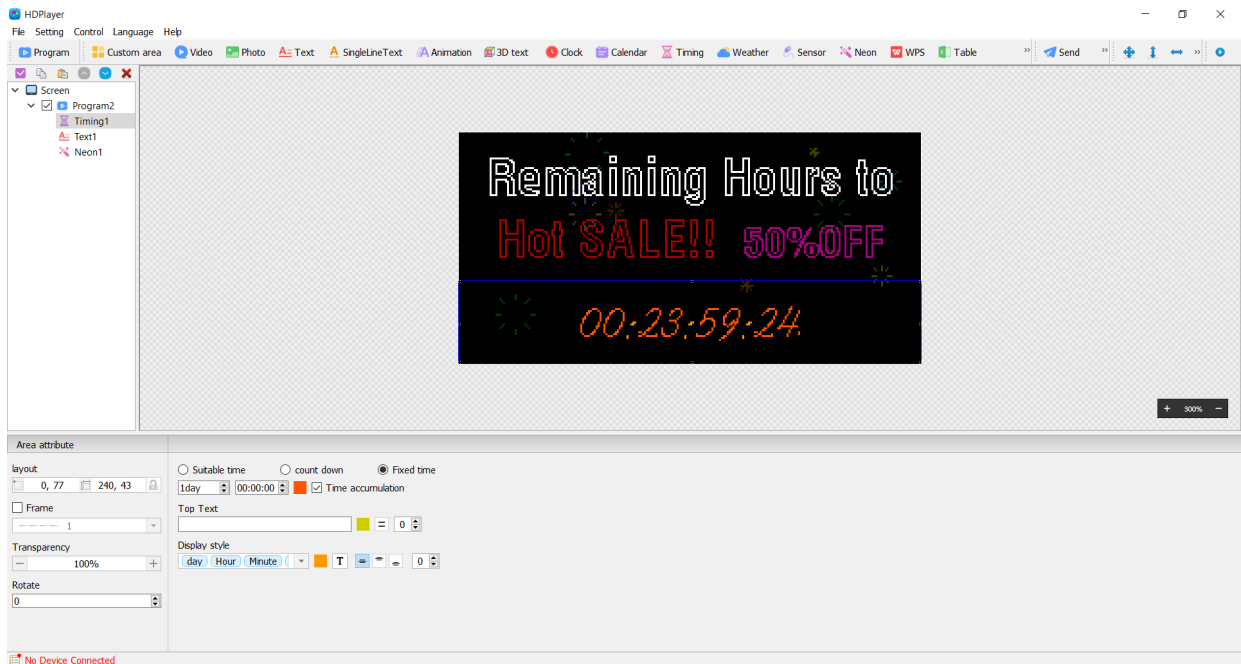 HDPlayer
File Setting Control Language Help
Program Custom area Video Photo Text SingleLineText Animation 3D text Clock Calendar Timing Weather Sensor Neon WPS Table Send
Screen
Program2
Timing1
Text1
Neon1
Remaining Hours to
Hot SALE!! 50%OFF
00:23:59:24
+ 300% −
Area attribute
layout
0, 77 240, 43
Frame
1
Transparency
− 100% +
Rotate
0
Suitable time count down Fixed time
1day 00:00:00 Time accumulation
Top Text
0
Display style
day Hour Minute T 0
No Device Connected